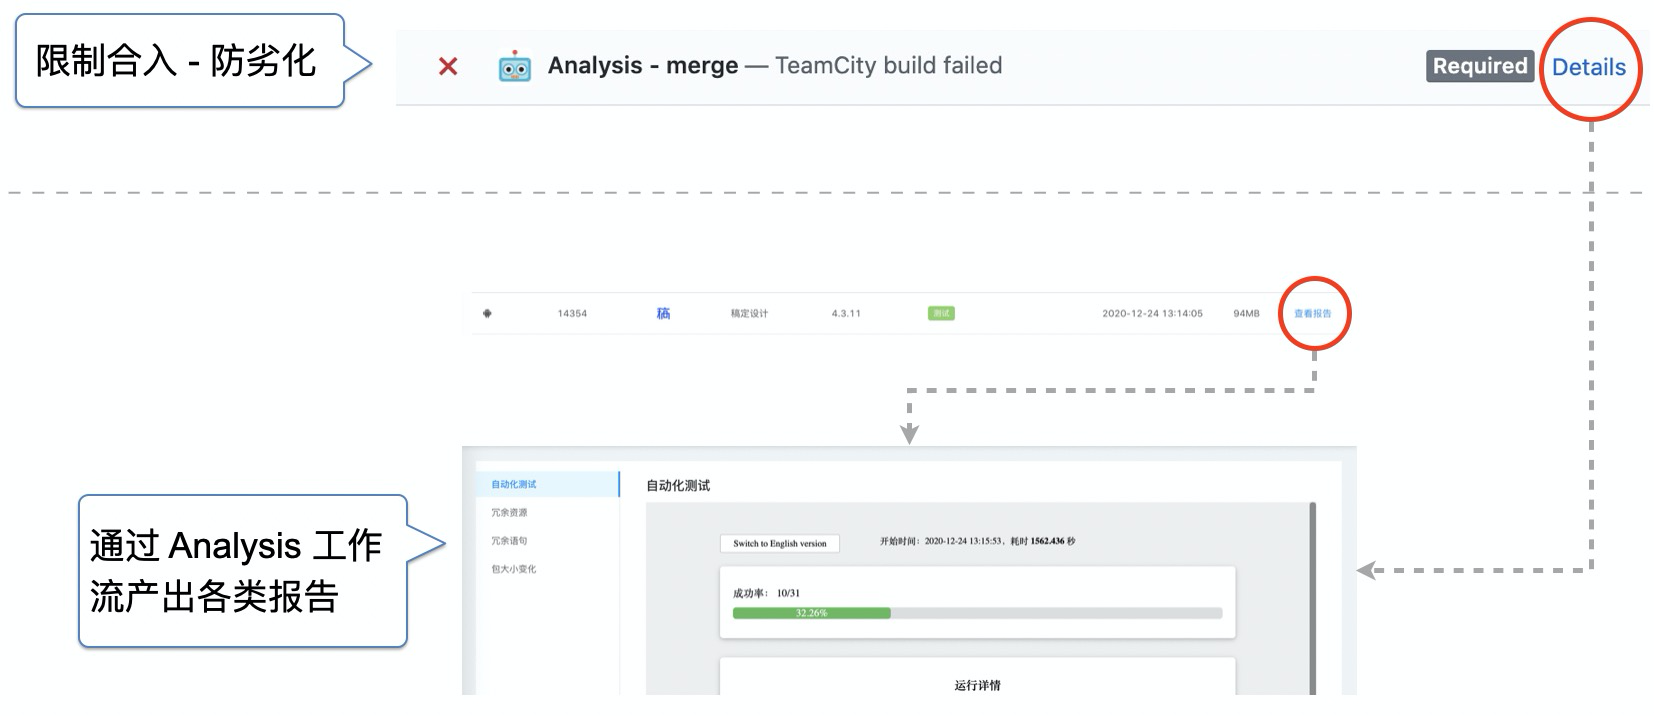 限制合入 - 防劣化
Analysis - merge — TeamCity build failed
Required
Details
14354
稿
稿定设计
4.3.11
测试
2020-12-24 13:14:05
94MB
查看报告
通过 Analysis 工作
流产出各类报告
自动化测试
冗余资源
冗余语句
包大小变化
自动化测试
Switch to English version
开始时间：2020-12-24 13:15:53，耗时 1562.436 秒
成功率： 10/31
32.26%
运行详情